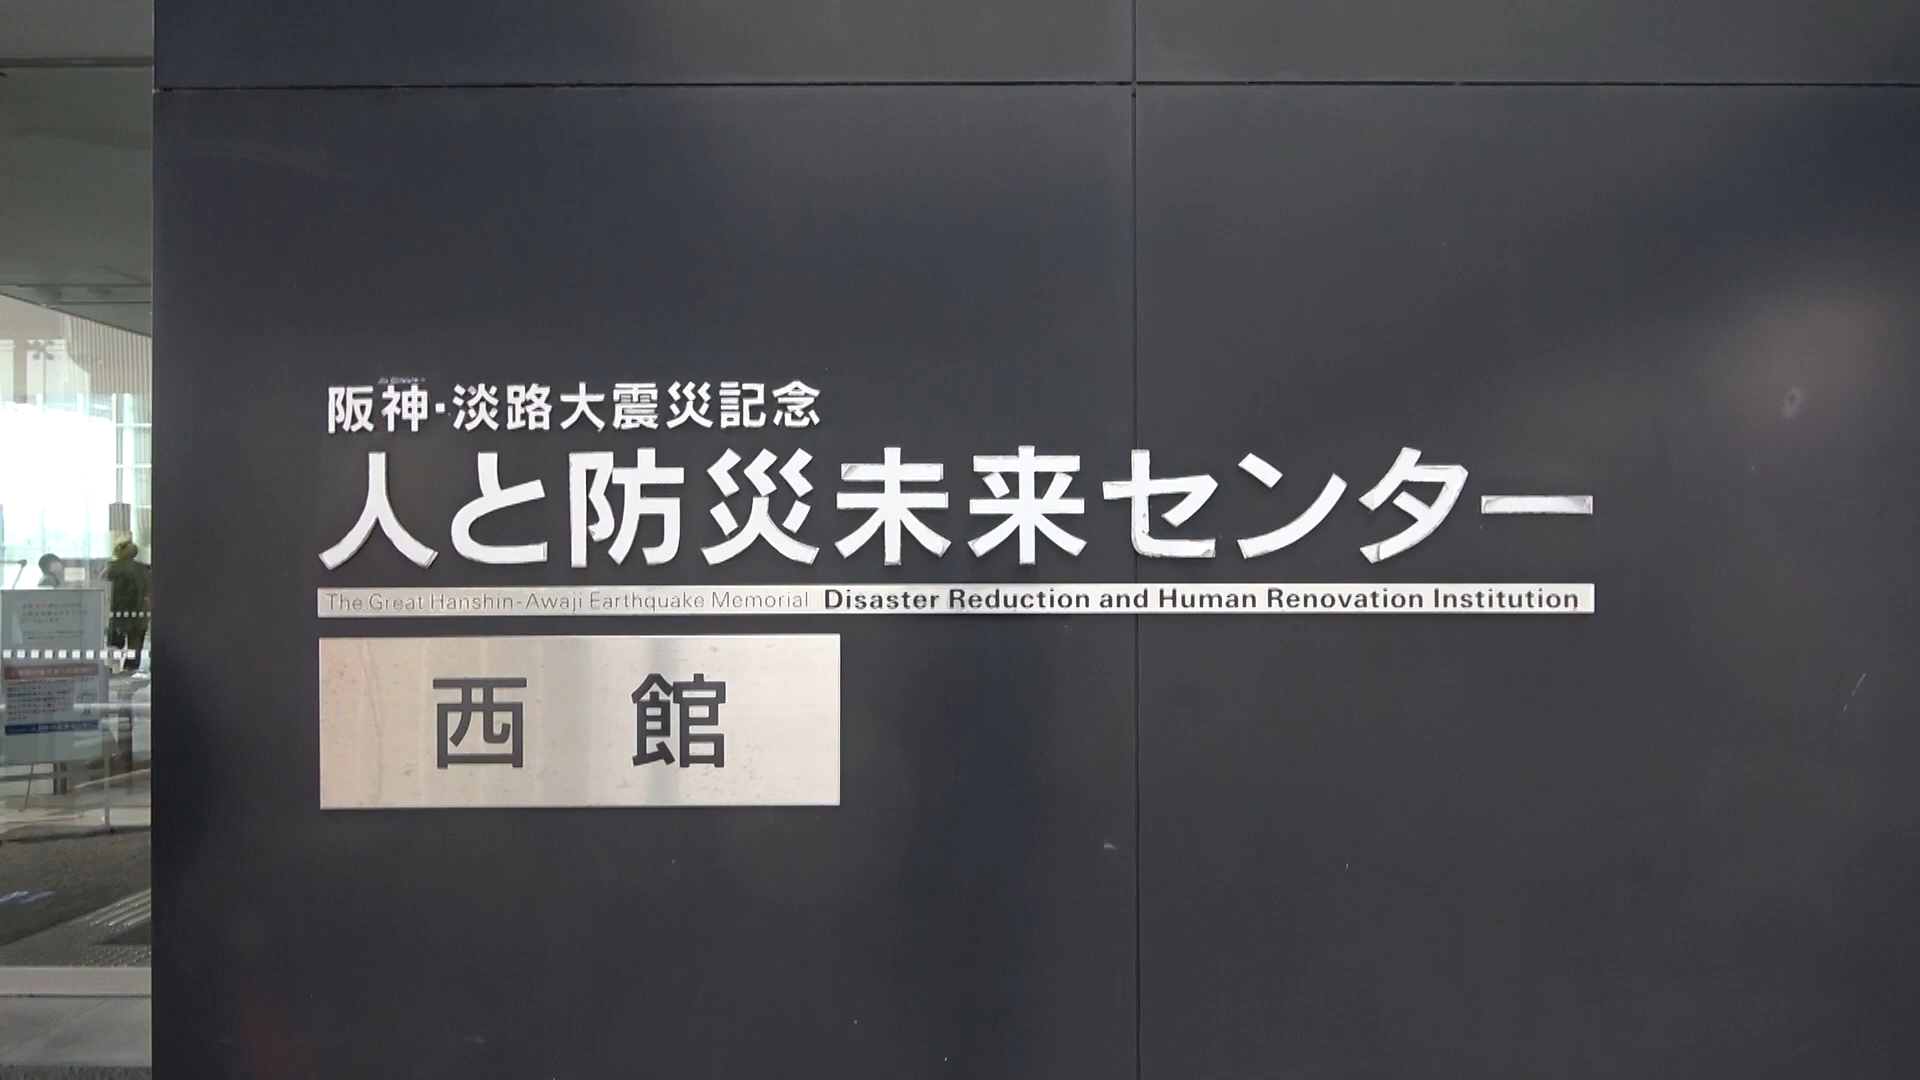 阪神・淡路大震災記念
人と防災未来センター
The Great Hanshin-Awaji Earthquake Memorial Disaster Reduction and Human Renovation Institution
西 館